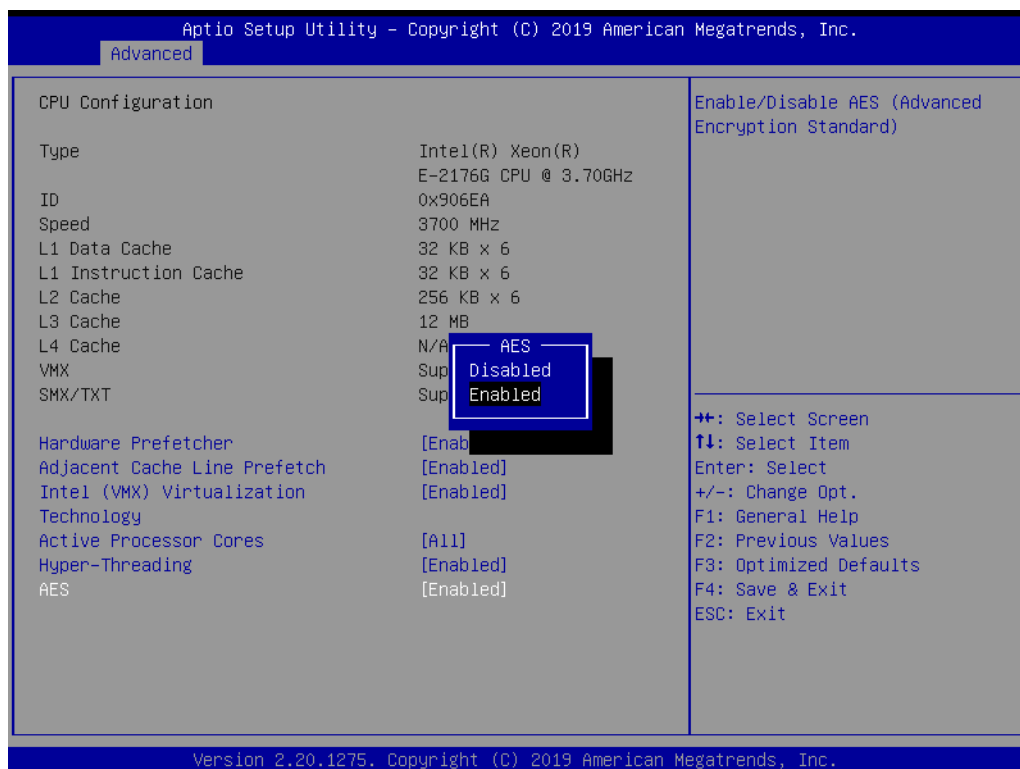 Aptio Setup Utility – Copyright (C) 2019 American Megatrends, Inc.
Advanced
CPU Configuration
Type Intel(R) Xeon(R)
E-2176G CPU @ 3.70GHz
ID 0x906EA
Speed 3700 MHz
L1 Data Cache 32 KB x 6
L1 Instruction Cache 32 KB x 6
L2 Cache 256 KB x 6
L3 Cache 12 MB
L4 Cache N/A
VMX Sup
SMX/TXT Sup
AES
Disabled
Enabled
Hardware Prefetcher [Enab
Adjacent Cache Line Prefetch [Enabled]
Intel (VMX) Virtualization [Enabled]
Technology
Active Processor Cores [All]
Hyper-Threading [Enabled]
AES [Enabled]
Enable/Disable AES (Advanced
Encryption Standard)
→←: Select Screen
↑↓: Select Item
Enter: Select
+/-: Change Opt.
F1: General Help
F2: Previous Values
F3: Optimized Defaults
F4: Save & Exit
ESC: Exit
Version 2.20.1275. Copyright (C) 2019 American Megatrends, Inc.